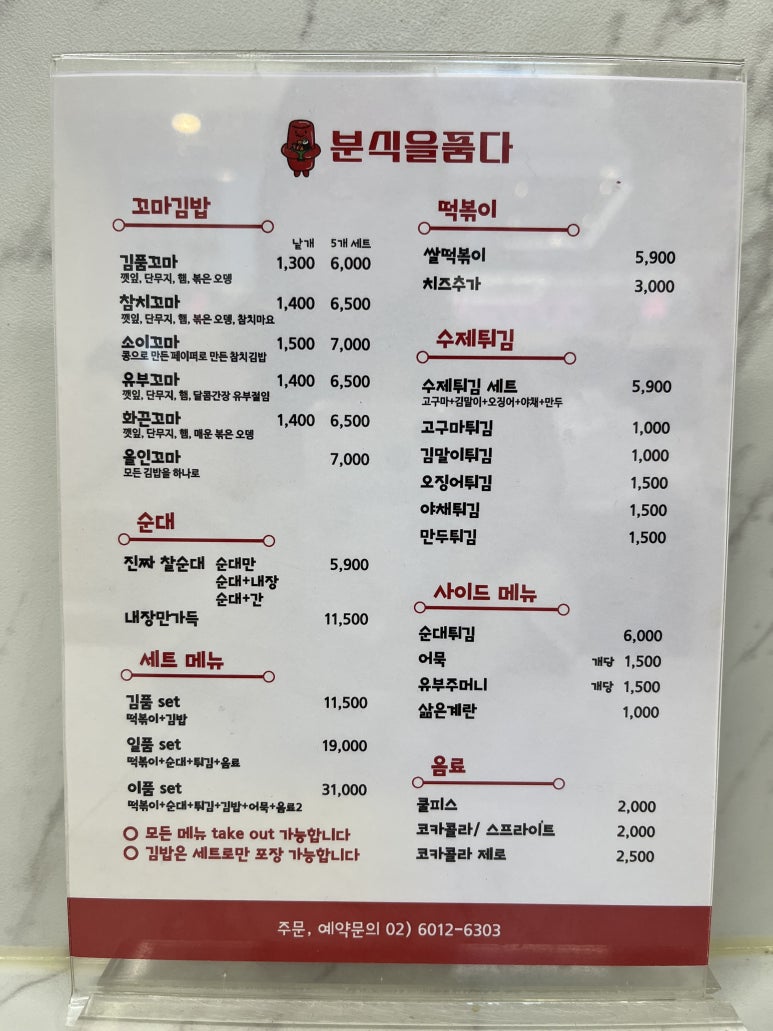 분식을품다
꼬마김밥
낱개 5개 세트
김품꼬마 1,300 6,000
깻잎, 단무지, 햄, 볶은 오뎅
참치꼬마 1,400 6,500
깻잎, 단무지, 햄, 볶은 오뎅, 참치마요
소이꼬마 1,500 7,000
콩으로 만든 페이퍼로 만든 참치김밥
유부꼬마 1,400 6,500
깻잎, 단무지, 햄, 달콤간장 유부절임
화끈꼬마 1,400 6,500
깻잎, 단무지, 햄, 매운 볶은 오뎅
올인꼬마 7,000
모든 김밥을 하나로
순대
진짜 찰순대 순대만 5,900
순대+내장
순대+간
내장만가득 11,500
세트 메뉴
김품 set 11,500
떡볶이+김밥
일품 set 19,000
떡볶이+순대+튀김+음료
이품 set 31,000
떡볶이+순대+튀김+김밥+어묵+음료2
모든 메뉴 take out 가능합니다
김밥은 세트로만 포장 가능합니다
떡볶이
쌀떡볶이 5,900
치즈추가 3,000
수제튀김
수제튀김 세트 5,900
고구마+김말이+오징어+야채+만두
고구마튀김 1,000
김말이튀김 1,000
오징어튀김 1,500
야채튀김 1,500
만두튀김 1,500
사이드 메뉴
순대튀김 6,000
어묵 개당 1,500
유부주머니 개당 1,500
삶은계란 1,000
음료
쿨피스 2,000
코카콜라/ 스프라이트 2,000
코카콜라 제로 2,500
주문, 예약문의 02) 6012-6303